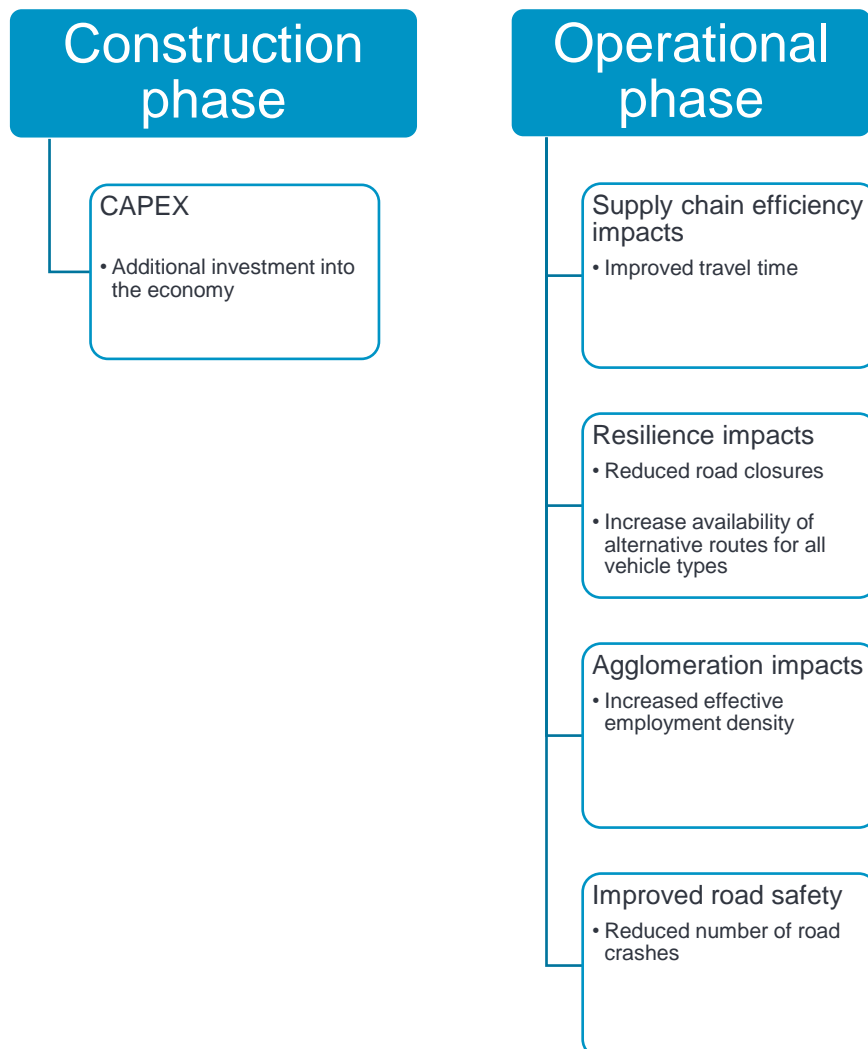 Construction
phase
CAPEX
• Additional investment into
the economy
Operational
phase
Supply chain efficiency
impacts
• Improved travel time
Resilience impacts
• Reduced road closures
• Increase availability of
alternative routes for all
vehicle types
Agglomeration impacts
• Increased effective
employment density
Improved road safety
• Reduced number of road
crashes